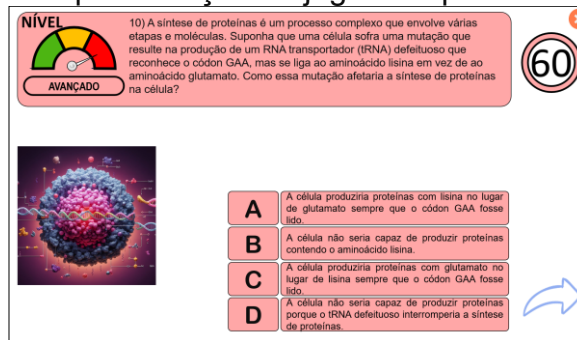 NÍVEL
AVANÇADO
10) A síntese de proteínas é um processo complexo que envolve várias
etapas e moléculas. Suponha que uma célula sofra uma mutação que
resulte na produção de um RNA transportador (tRNA) defeituoso que
reconhece o códon GAA, mas se liga ao aminoácido lisina em vez de ao
aminoácido glutamato. Como essa mutação afetaria a síntese de proteínas
na célula?
60
A
A célula produziria proteínas com lisina no lugar
de glutamato sempre que o códon GAA fosse
lido.
B
A célula não seria capaz de produzir proteínas
contendo o aminoácido lisina.
C
A célula produziria proteínas com glutamato no
lugar de lisina sempre que o códon GAA fosse
lido.
D
A célula não seria capaz de produzir proteínas
porque o tRNA defeituoso interromperia a síntese
de proteínas.